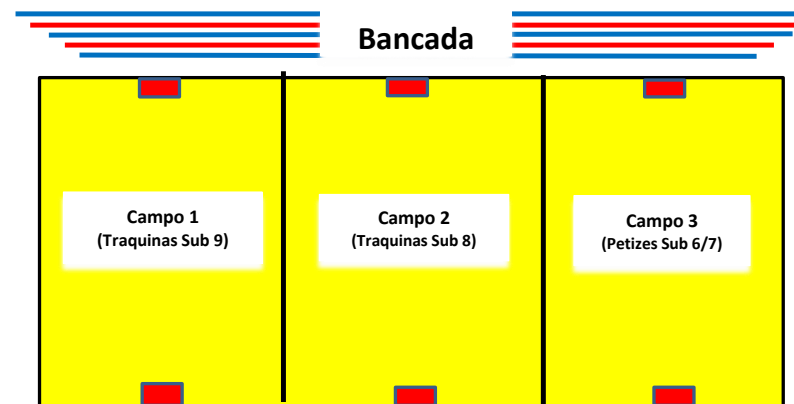 Bancada
Campo 1
(Traquinas Sub 9)
Campo 2
(Traquinas Sub 8)
Campo 3
(Petizes Sub 6/7)